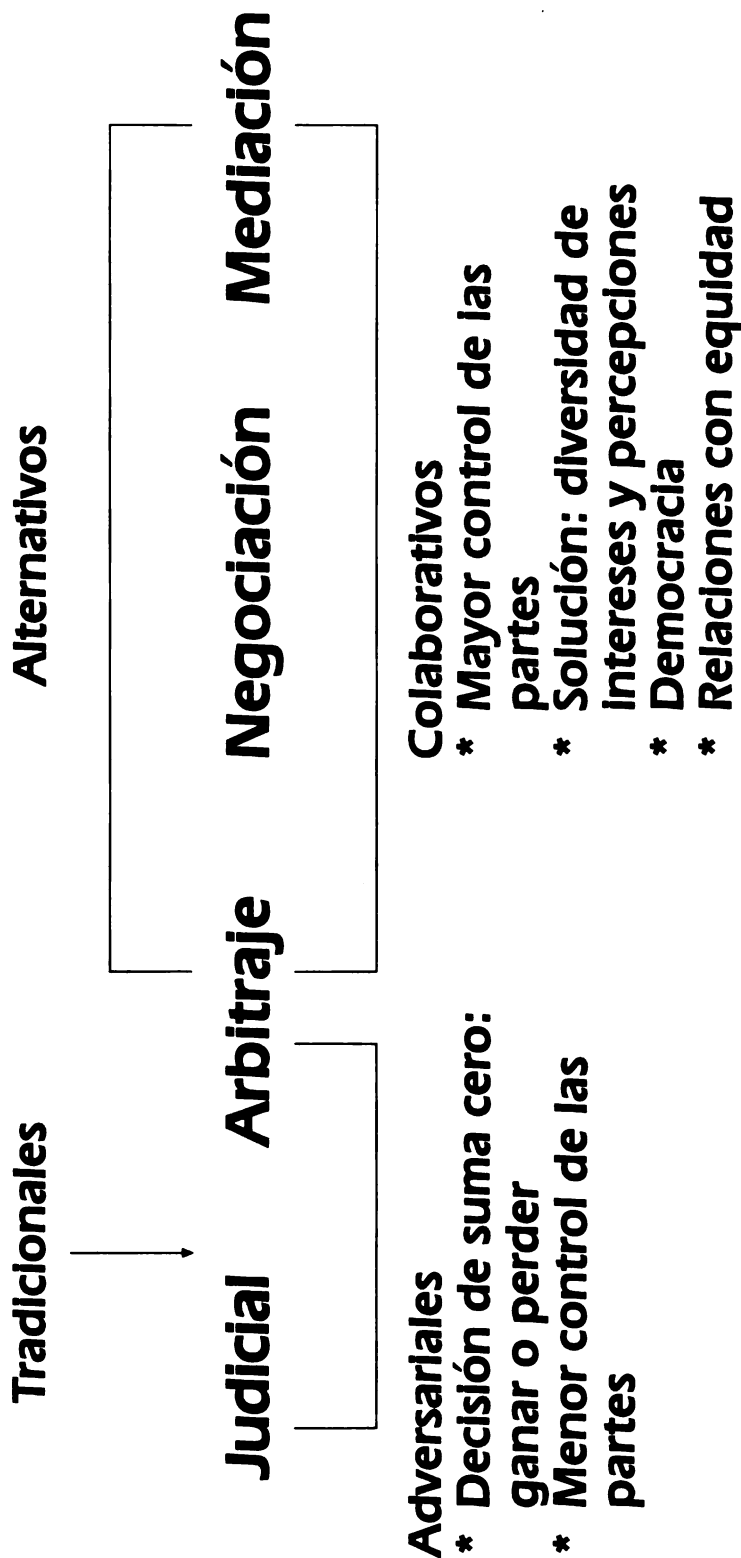 Tradicionales
Alternativos
Judicial
Arbitraje
Negociación
Mediación
Adversariales
* Decisión de suma cero:
ganar o perder
* Menor control de las
partes
Colaborativos
* Mayor control de las
partes
* Solución: diversidad de
intereses y percepciones
* Democracia
* Relaciones con equidad